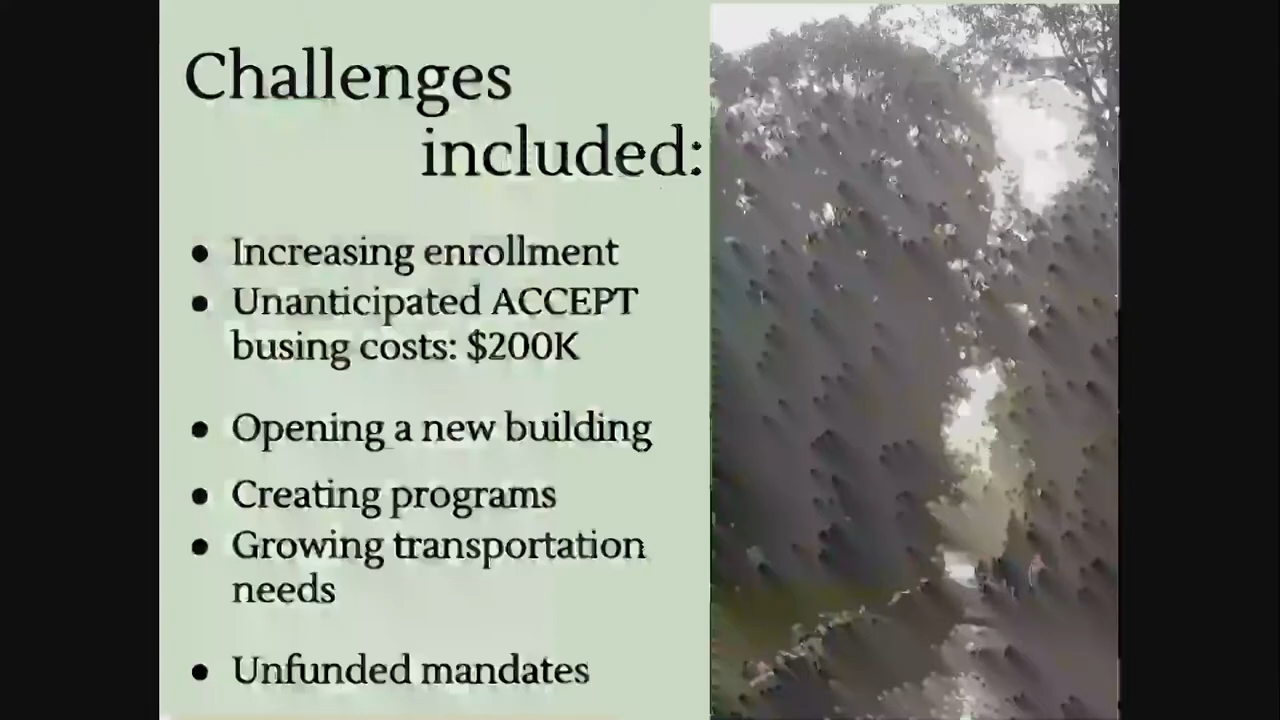 Challenges
included:
● Increasing enrollment
● Unanticipated ACCEPT
busing costs: $200K
● Opening a new building
● Creating programs
● Growing transportation
needs
● Unfunded mandates